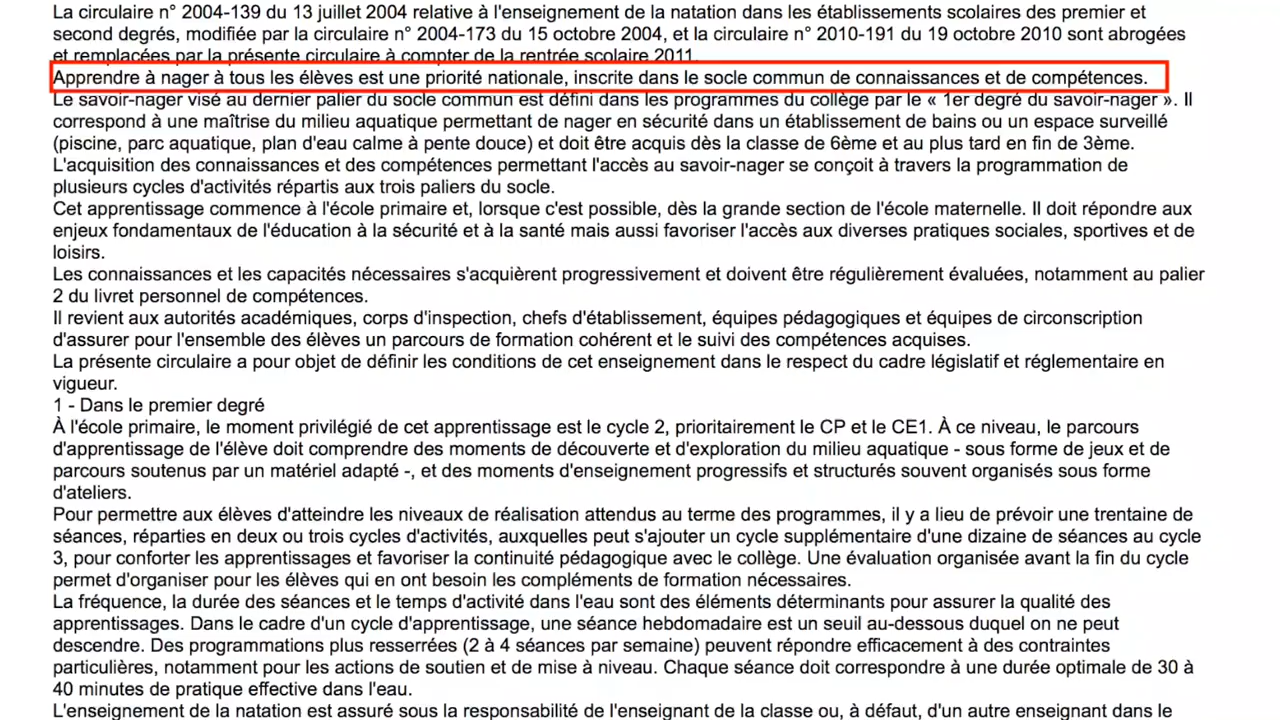 La circulaire n° 2004-139 du 13 juillet 2004 relative à l'enseignement de la natation dans les établissements scolaires des premier et
second degrés, modifiée par la circulaire n° 2004-173 du 15 octobre 2004, et la circulaire n° 2010-191 du 19 octobre 2010 sont abrogées
et remplacées par la présente circulaire à compter de la rentrée scolaire 2011.
Apprendre à nager à tous les élèves est une priorité nationale, inscrite dans le socle commun de connaissances et de compétences.
Le savoir-nager visé au dernier palier du socle commun est défini dans les programmes du collège par le « 1er degré du savoir-nager ». Il
correspond à une maîtrise du milieu aquatique permettant de nager en sécurité dans un établissement de bains ou un espace surveillé
(piscine, parc aquatique, plan d'eau calme à pente douce) et doit être acquis dès la classe de 6ème et au plus tard en fin de 3ème.
L'acquisition des connaissances et des compétences permettant l'accès au savoir-nager se conçoit à travers la programmation de
plusieurs cycles d'activités répartis aux trois paliers du socle.
Cet apprentissage commence à l'école primaire et, lorsque c'est possible, dès la grande section de l'école maternelle. Il doit répondre aux
enjeux fondamentaux de l'éducation à la sécurité et à la santé mais aussi favoriser l'accès aux diverses pratiques sociales, sportives et de
loisirs.
Les connaissances et les capacités nécessaires s'acquièrent progressivement et doivent être régulièrement évaluées, notamment au palier
2 du livret personnel de compétences.
Il revient aux autorités académiques, corps d'inspection, chefs d'établissement, équipes pédagogiques et équipes de circonscription
d'assurer pour l'ensemble des élèves un parcours de formation cohérent et le suivi des compétences acquises.
La présente circulaire a pour objet de définir les conditions de cet enseignement dans le respect du cadre législatif et réglementaire en
vigueur.
1 - Dans le premier degré
À l'école primaire, le moment privilégié de cet apprentissage est le cycle 2, prioritairement le CP et le CE1. À ce niveau, le parcours
d'apprentissage de l'élève doit comprendre des moments de découverte et d'exploration du milieu aquatique - sous forme de jeux et de
parcours soutenus par un matériel adapté -, et des moments d'enseignement progressifs et structurés souvent organisés sous forme
d'ateliers.
Pour permettre aux élèves d'atteindre les niveaux de réalisation attendus au terme des programmes, il y a lieu de prévoir une trentaine de
séances, réparties en deux ou trois cycles d'activités, auxquelles peut s'ajouter un cycle supplémentaire d'une dizaine de séances au cycle
3, pour conforter les apprentissages et favoriser la continuité pédagogique avec le collège. Une évaluation organisée avant la fin du cycle
permet d'organiser pour les élèves qui en ont besoin les compléments de formation nécessaires.
La fréquence, la durée des séances et le temps d'activité dans l'eau sont des éléments déterminants pour assurer la qualité des
apprentissages. Dans le cadre d'un cycle d'apprentissage, une séance hebdomadaire est un seuil au-dessous duquel on ne peut
descendre. Des programmations plus resserrées (2 à 4 séances par semaine) peuvent répondre efficacement à des contraintes
particulières, notamment pour les actions de soutien et de mise à niveau. Chaque séance doit correspondre à une durée optimale de 30 à
40 minutes de pratique effective dans l'eau.
L'enseignement de la natation est assuré sous la responsabilité de l'enseignant de la classe ou, à défaut, d'un autre enseignant dans le